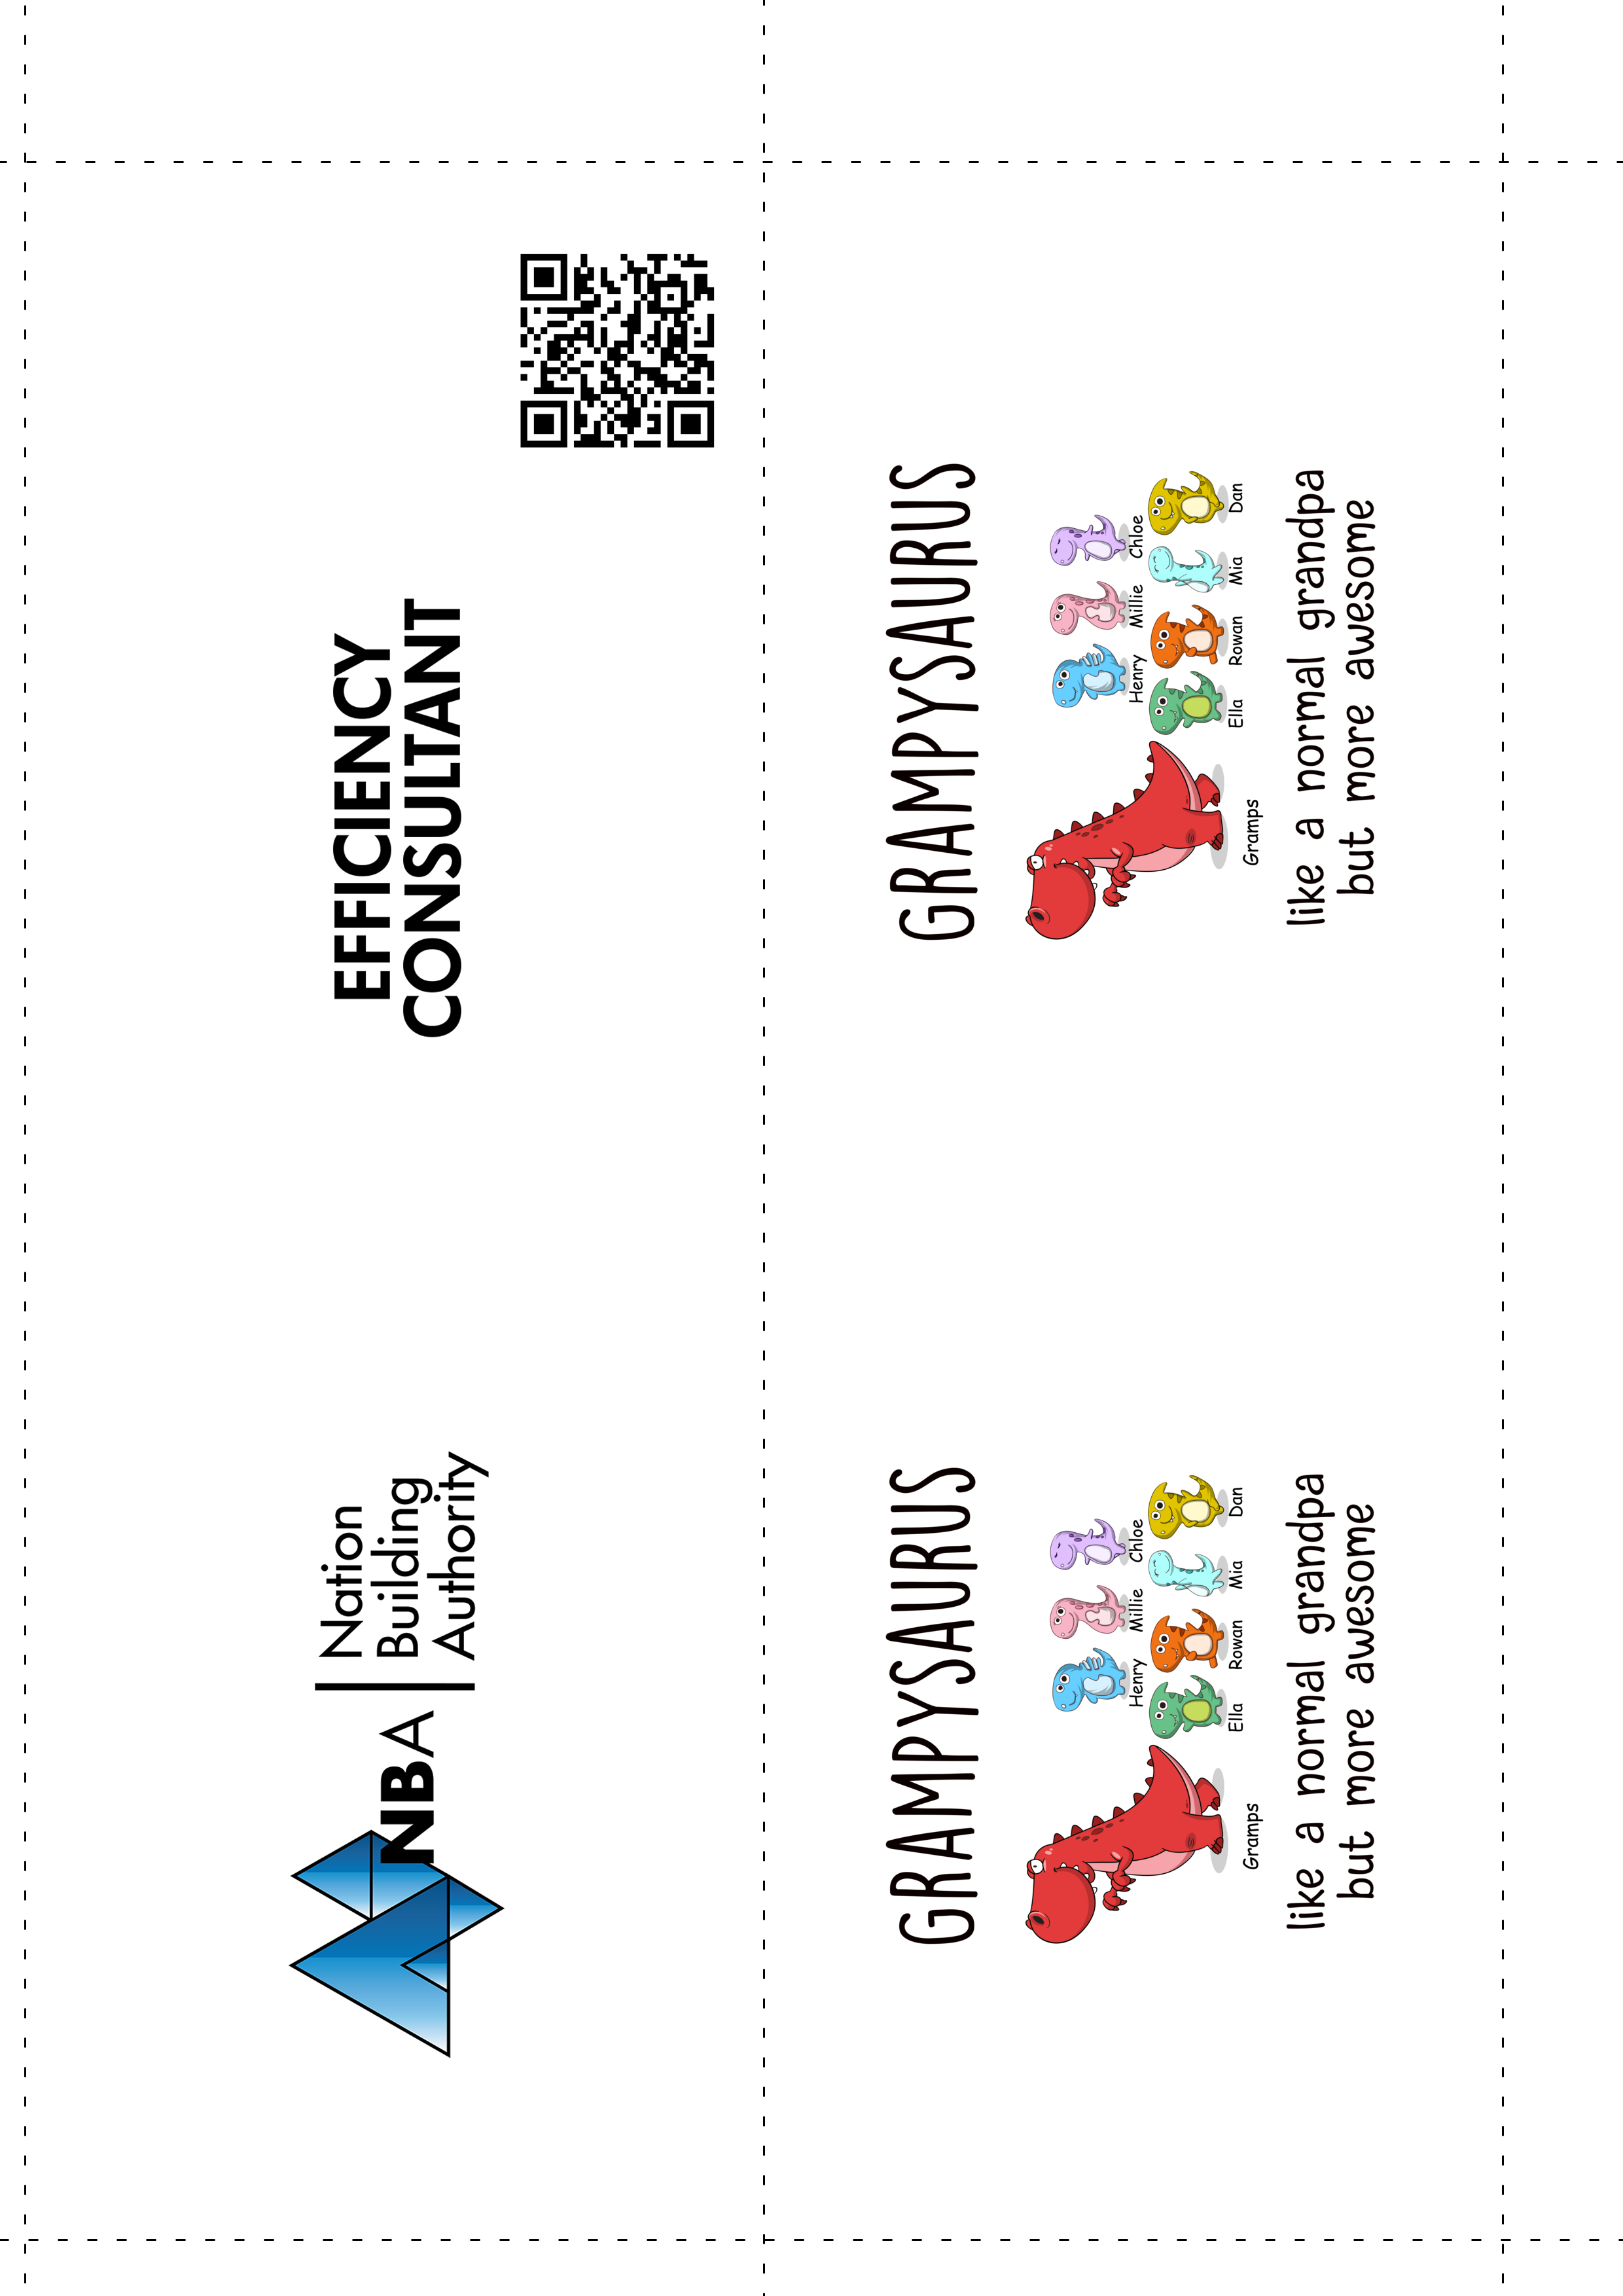 NBA
Nation
Building
Authority
EFFICIENCY
CONSULTANT
GRAMPYSAURUS
Henry
Millie
Chloe
Gramps
Ella
Rowan
Mia
Dan
like a normal grandpa
but more awesome
GRAMPYSAURUS
Henry
Millie
Chloe
Gramps
Ella
Rowan
Mia
Dan
like a normal grandpa
but more awesome